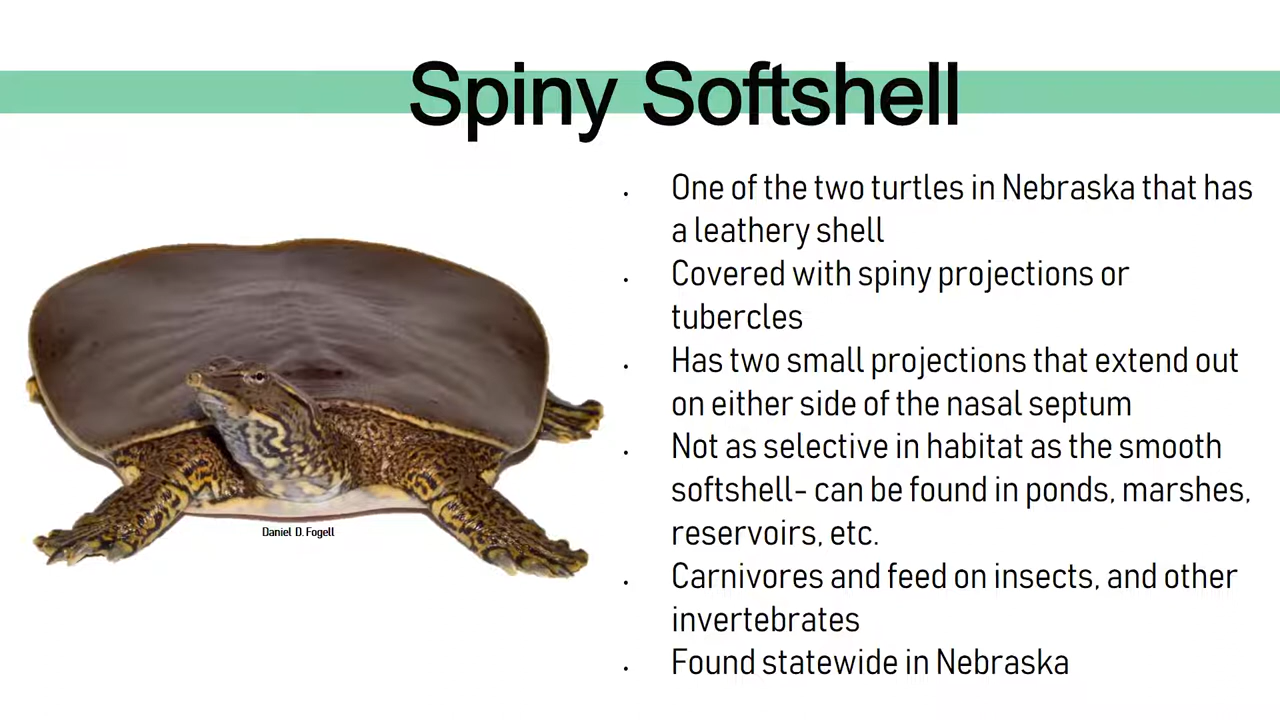 Spiny Softshell
• One of the two turtles in Nebraska that has
a leathery shell
• Covered with spiny projections or
tubercles
• Has two small projections that extend out
on either side of the nasal septum
• Not as selective in habitat as the smooth
softshell- can be found in ponds, marshes,
reservoirs, etc.
• Carnivores and feed on insects, and other
invertebrates
• Found statewide in Nebraska
Daniel D. Fogell